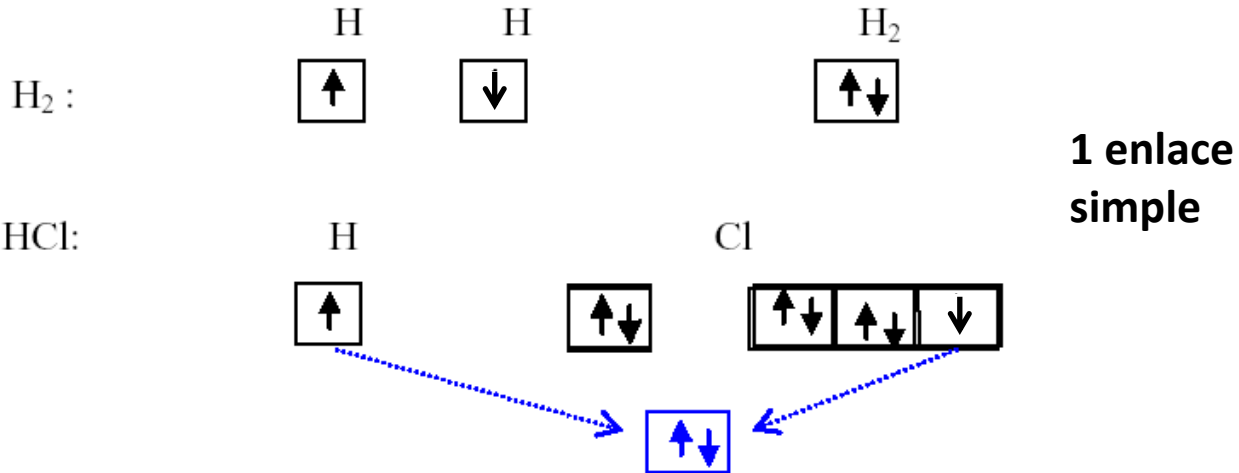 H H H₂
H₂ :
1 enlace
simple
HCl: H Cl